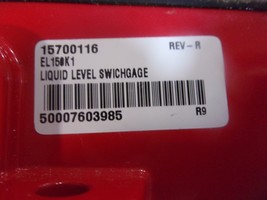 15700116 REV-R
EL150K1
LIQUID LEVEL SWICHGAGE
50007603985 R9